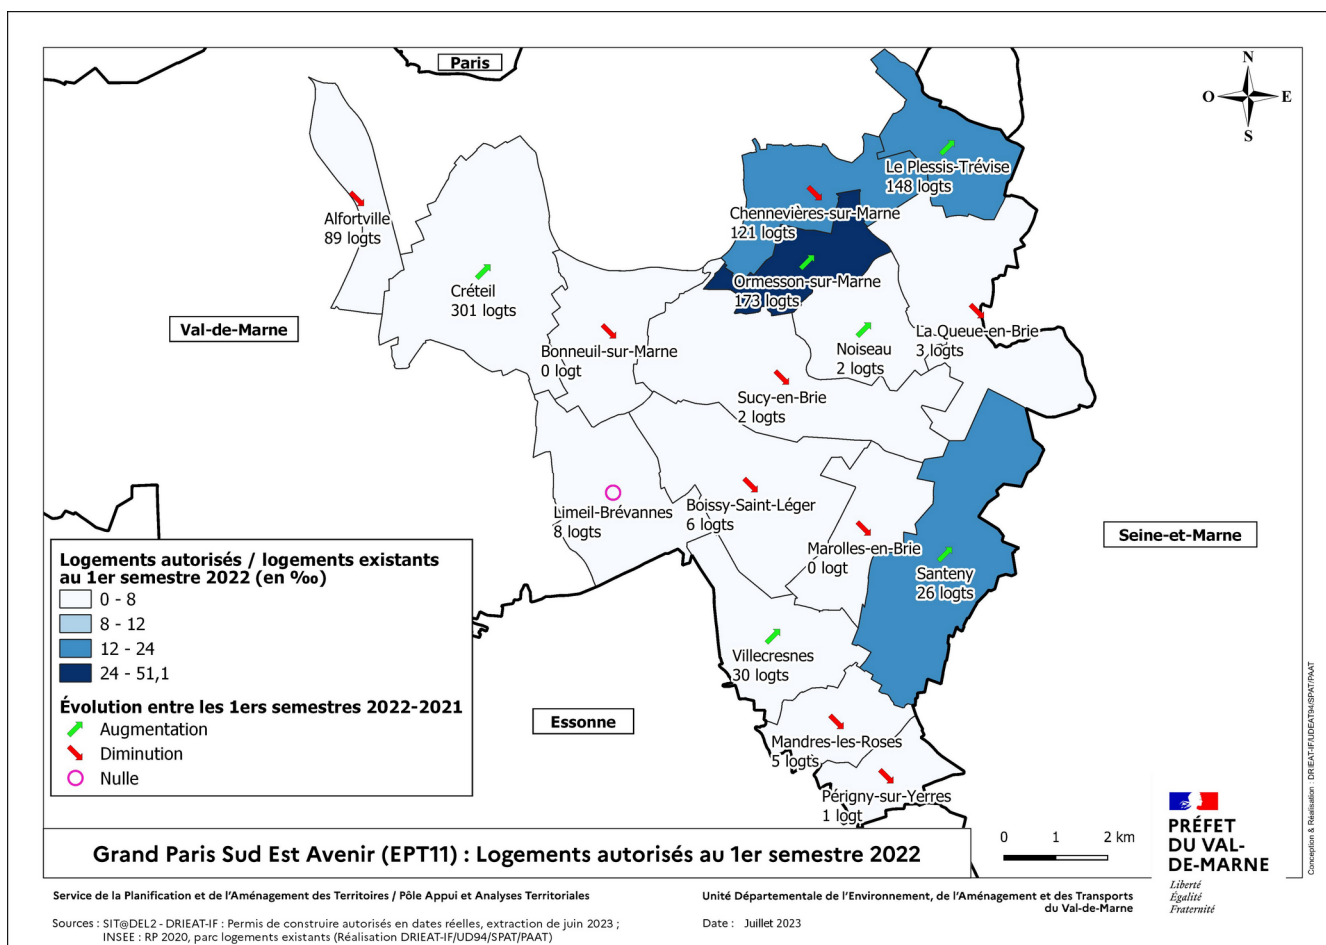 Paris
N
O
E
S
Le Plessis-Trévise
148 logts
Chennevières-sur-Marne
121 logts
Alfortville
89 logts
Ormesson-sur-Marne
173 logts
Créteil
301 logts
Val-de-Marne
La Queue-en-Brie
3 logts
Noiseau
2 logts
Bonneuil-sur-Marne
0 logt
Sucy-en-Brie
2 logts
Limeil-Brévannes
8 logts
Boissy-Saint-Léger
6 logts
Marolles-en-Brie
0 logt
Seine-et-Marne
Santeny
26 logts
Villecresnes
30 logts
Essonne
Mandres-les-Roses
5 logts
Périgny-sur-Yerres
1 logt
Logements autorisés / logements existants
au 1er semestre 2022 (en ‰)
0 - 8
8 - 12
12 - 24
24 - 51,1
Évolution entre les 1ers semestres 2022-2021
Augmentation
Diminution
Nulle
Grand Paris Sud Est Avenir (EPT11) : Logements autorisés au 1er semestre 2022
0 1 2 km
PRÉFET
DU VAL-
DE-MARNE
Liberté
Égalité
Fraternité
Conception & Réalisation : DRIEAT-IF/UDEAT94/SPAT/PAAT
Service de la Planification et de l'Aménagement des Territoires / Pôle Appui et Analyses Territoriales
Sources : SIT@DEL2 - DRIEAT-IF : Permis de construire autorisés en dates réelles, extraction de juin 2023 ;
INSEE : RP 2020, parc logements existants (Réalisation DRIEAT-IF/UD94/SPAT/PAAT)
Unité Départementale de l'Environnement, de l'Aménagement et des Transports
du Val-de-Marne
Date : Juillet 2023